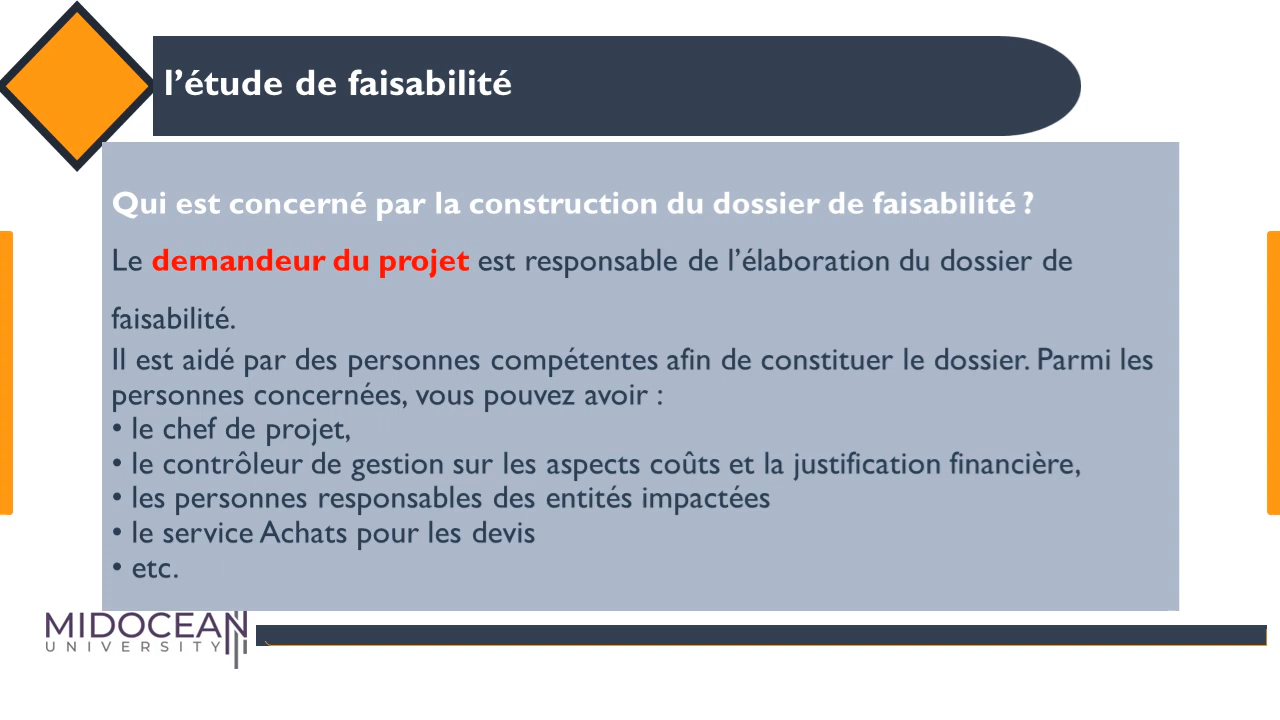 l’étude de faisabilité
Qui est concerné par la construction du dossier de faisabilité ?
Le demandeur du projet est responsable de l’élaboration du dossier de
faisabilité.
Il est aidé par des personnes compétentes afin de constituer le dossier. Parmi les
personnes concernées, vous pouvez avoir :
• le chef de projet,
• le contrôleur de gestion sur les aspects coûts et la justification financière,
• les personnes responsables des entités impactées
• le service Achats pour les devis
• etc.
MIDOCEAN
UNIVERSITY